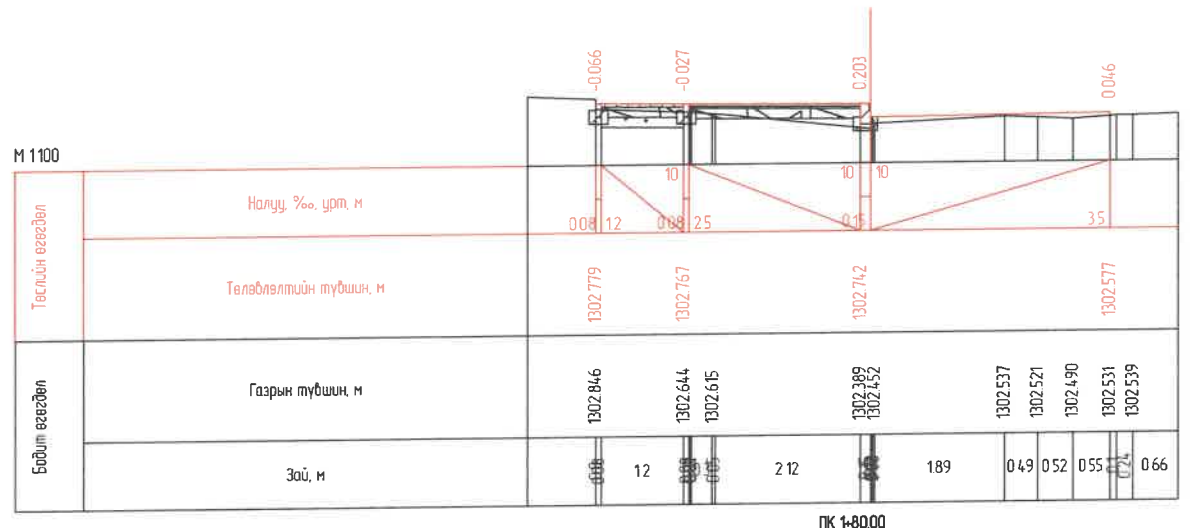 -0.066 -0.027 0.203 0.046
М 1:100
Төслийн өгөгдөл
Налуу, ‰, урт, м
10 10 10
0.08 1.2 0.08 2.5 0.15 3.5
Төлөвлөлтийн түвшин, м
1302.779 1302.767 1302.742 1302.577
Бодит өгөгдөл
Газрын түвшин, м
1302.846 1302.644 1302.615 1302.389 1302.452 1302.537 1302.521 1302.490 1302.531 1302.539
Зай, м
1.2 2.12 1.89 0.49 0.52 0.55 0.24 0.66
ПК 1+80.00